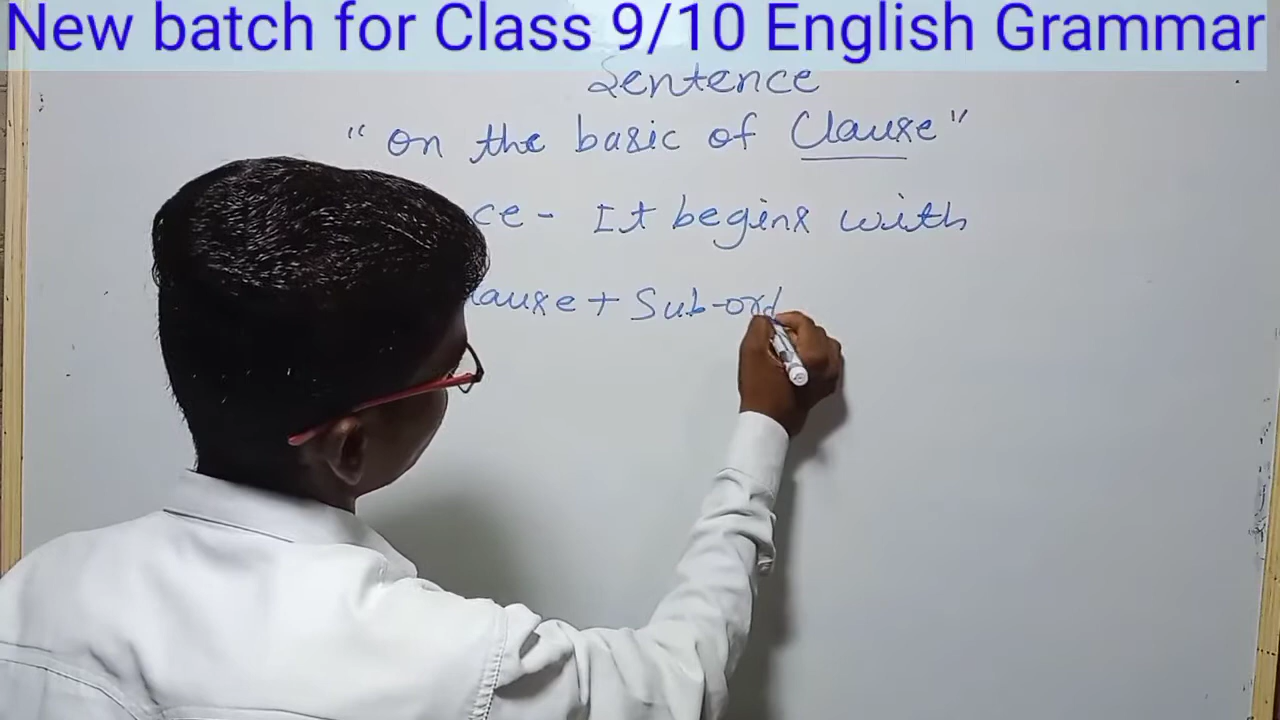 New batch for Class 9/10 English Grammar
Sentence
"on the basic of Clause"
ce - It begins with
lause + Sub-ord